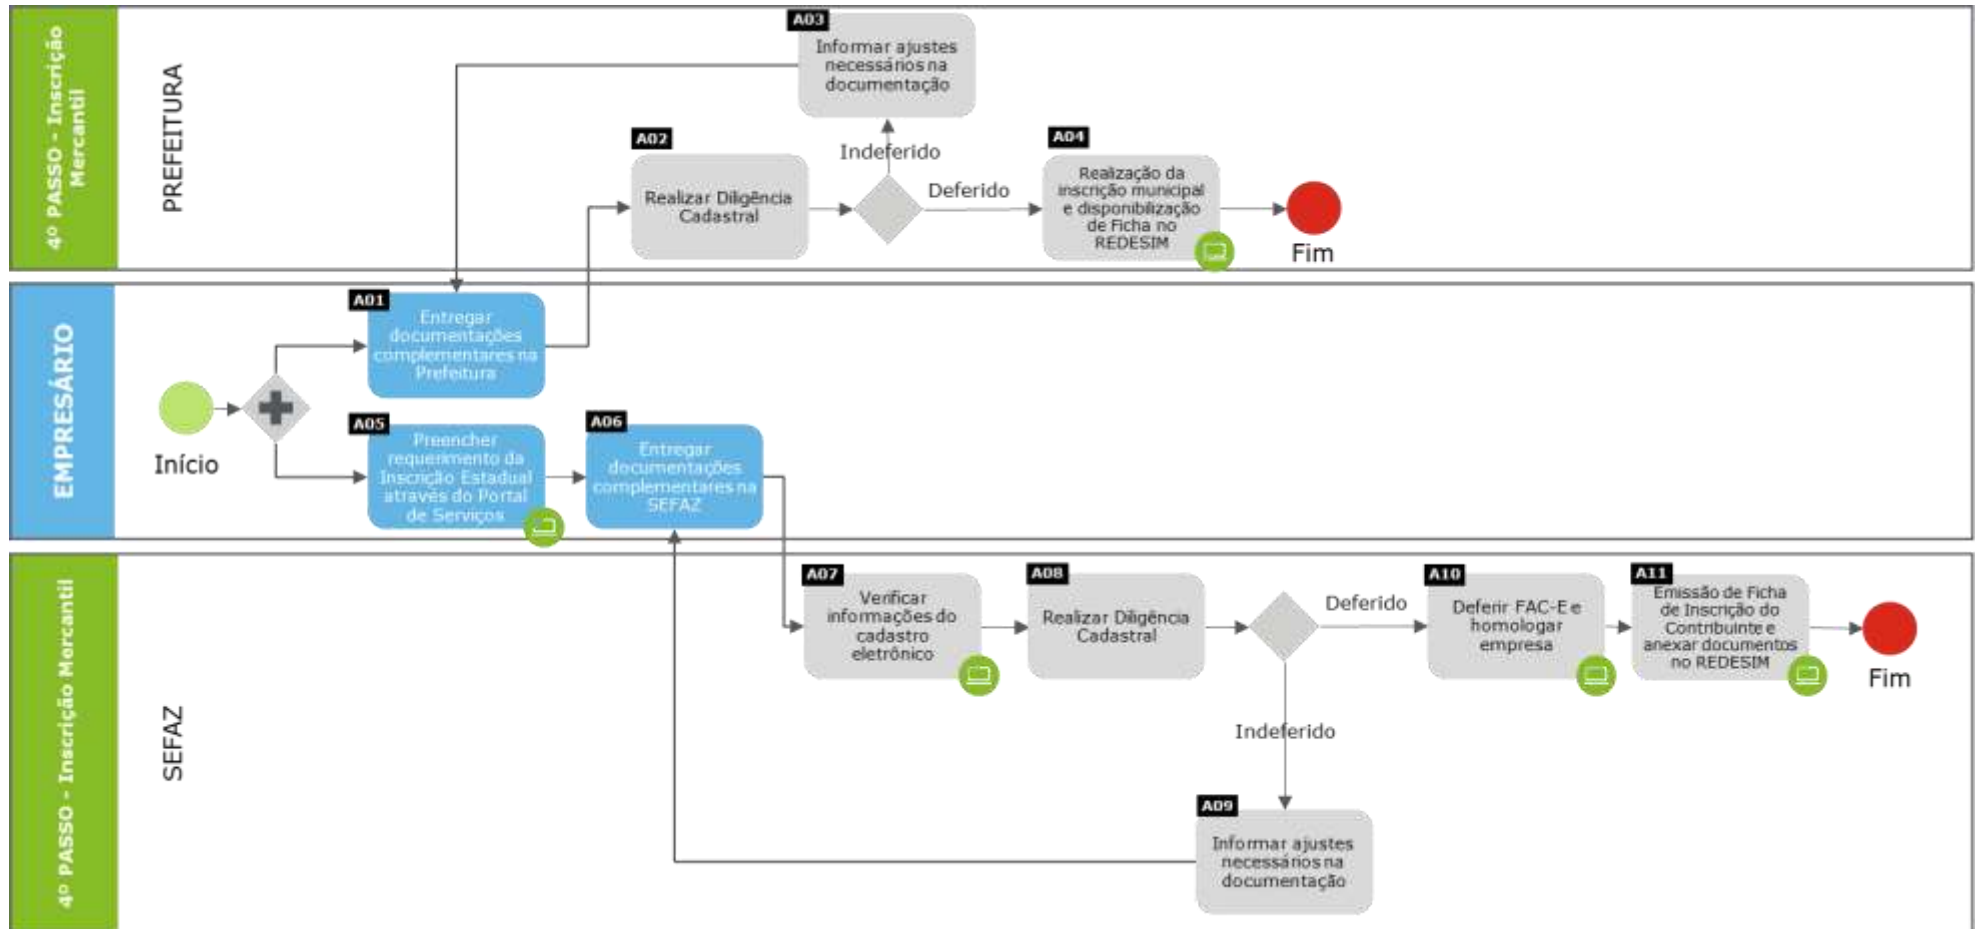 4º PASSO - Inscrição
Mercantil
PREFEITURA
A03
Informar ajustes
necessários na
documentação
A02
Realizar Diligência
Cadastral
Indeferido
Deferido
A04
Realização da
inscrição municipal
e disponibilização
de Ficha no
REDESIM
Fim
EMPRESÁRIO
Início
A01
Entregar
documentações
complementares na
Prefeitura
A05
Preencher
requerimento da
Inscrição Estadual
através do Portal
de Serviços
A06
Entregar
documentações
complementares na
SEFAZ
4º PASSO - Inscrição Mercantil
SEFAZ
A07
Verificar
informações do
cadastro
eletrônico
A08
Realizar Diligência
Cadastral
Deferido
Indeferido
A09
Informar ajustes
necessários na
documentação
A10
Deferir FAC-E e
homologar
empresa
A11
Emissão de Ficha
de Inscrição do
Contribuinte e
anexar documentos
no REDESIM
Fim